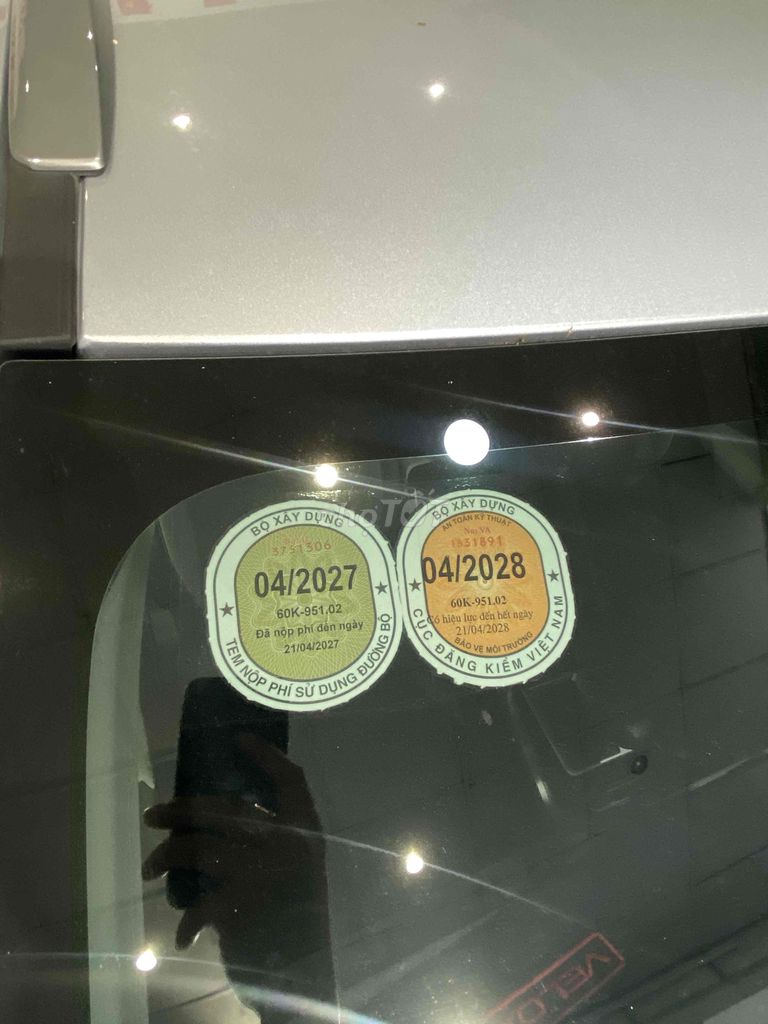 BỘ XÂY DỰNG
3751306
04/2027
60K-951.02
Đã nộp phí đến ngày
21/04/2027
TEM NỘP PHÍ SỬ DỤNG ĐƯỜNG BỘ
BỘ XÂY DỰNG
AN TOÀN KỸ THUẬT
No: VA
1531891
04/2028
60K-951.02
Có hiệu lực đến hết ngày
21/04/2028
BẢO VỆ MÔI TRƯỜNG
CỤC ĐĂNG KIỂM VIỆT NAM